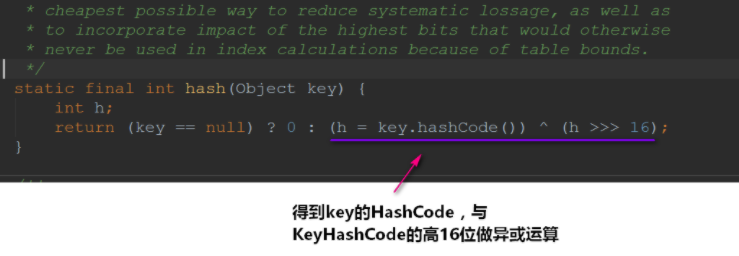 * cheapest possible way to reduce systematic lossage, as well as
* to incorporate impact of the highest bits that would otherwise
* never be used in index calculations because of table bounds.
*/
static final int hash(Object key) {
int h;
return (key == null) ? 0 : (h = key.hashCode()) ^ (h >>> 16);
}
得到key的HashCode，与
KeyHashCode的高16位做异或运算